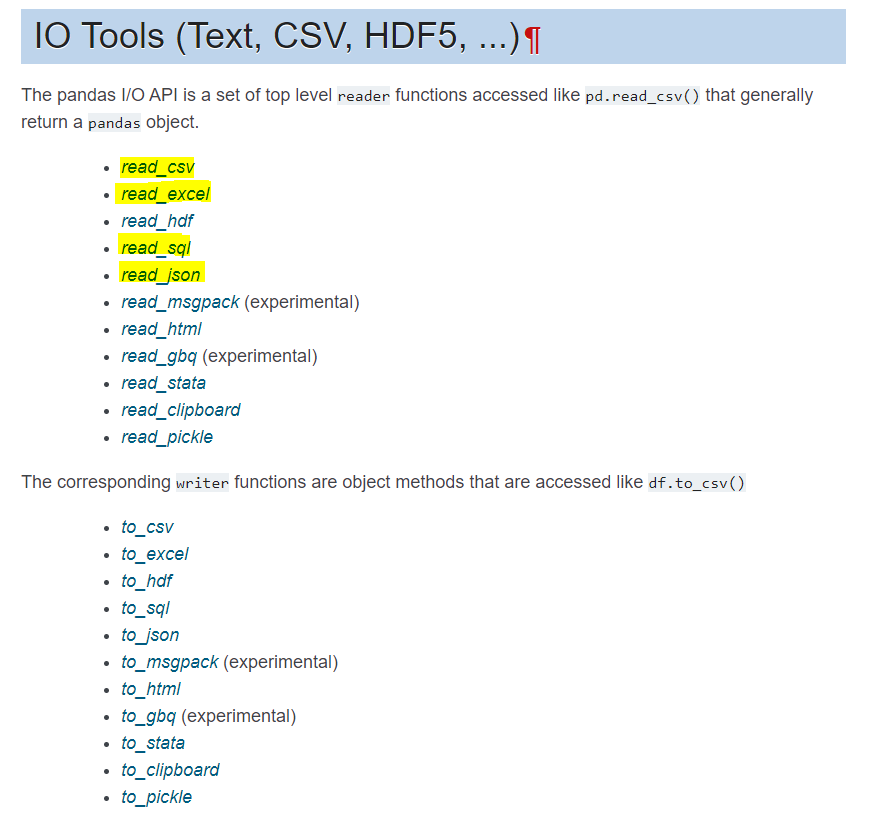 IO Tools (Text, CSV, HDF5, ...)¶
The pandas I/O API is a set of top level reader functions accessed like pd.read_csv() that generally
return a pandas object.
• read_csv
• read_excel
• read_hdf
• read_sql
• read_json
• read_msgpack (experimental)
• read_html
• read_gbq (experimental)
• read_stata
• read_clipboard
• read_pickle
The corresponding writer functions are object methods that are accessed like df.to_csv()
• to_csv
• to_excel
• to_hdf
• to_sql
• to_json
• to_msgpack (experimental)
• to_html
• to_gbq (experimental)
• to_stata
• to_clipboard
• to_pickle